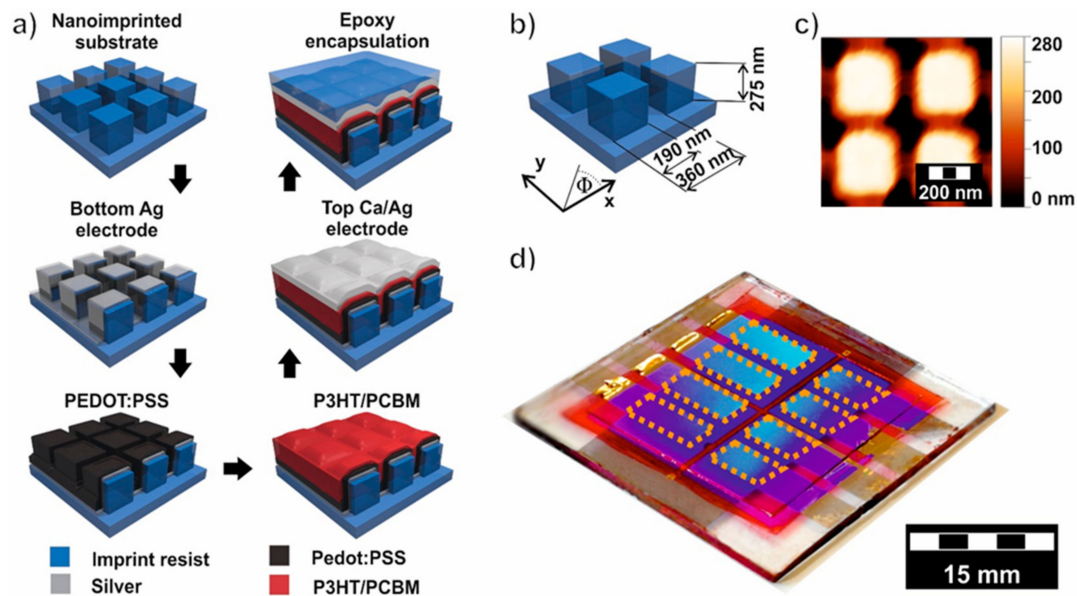 a)
Nanoimprinted
substrate
Epoxy
encapsulation
Bottom Ag
electrode
Top Ca/Ag
electrode
PEDOT:PSS
P3HT/PCBM
Imprint resist
Silver
Pedot:PSS
P3HT/PCBM
b)
275 nm
190 nm
360 nm
y
Φ
x
c)
280
200
100
0 nm
200 nm
d)
15 mm